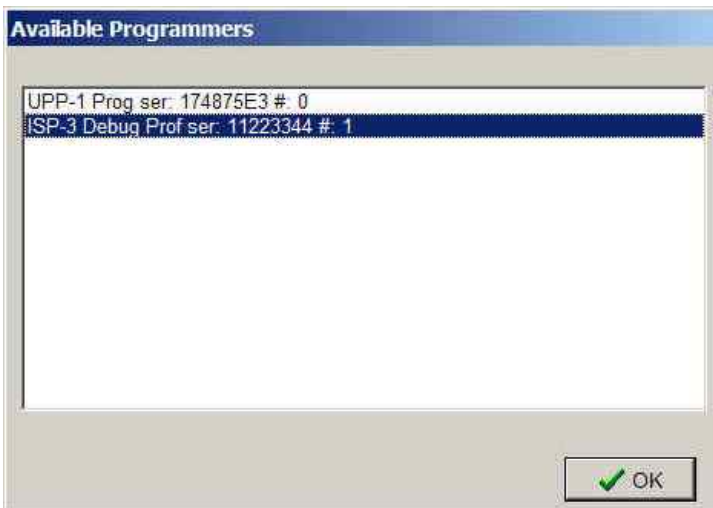 Available Programmers
UPP-1 Prog ser: 174875E3 #: 0
ISP-3 Debug Prof ser: 11223344 #: 1
OK